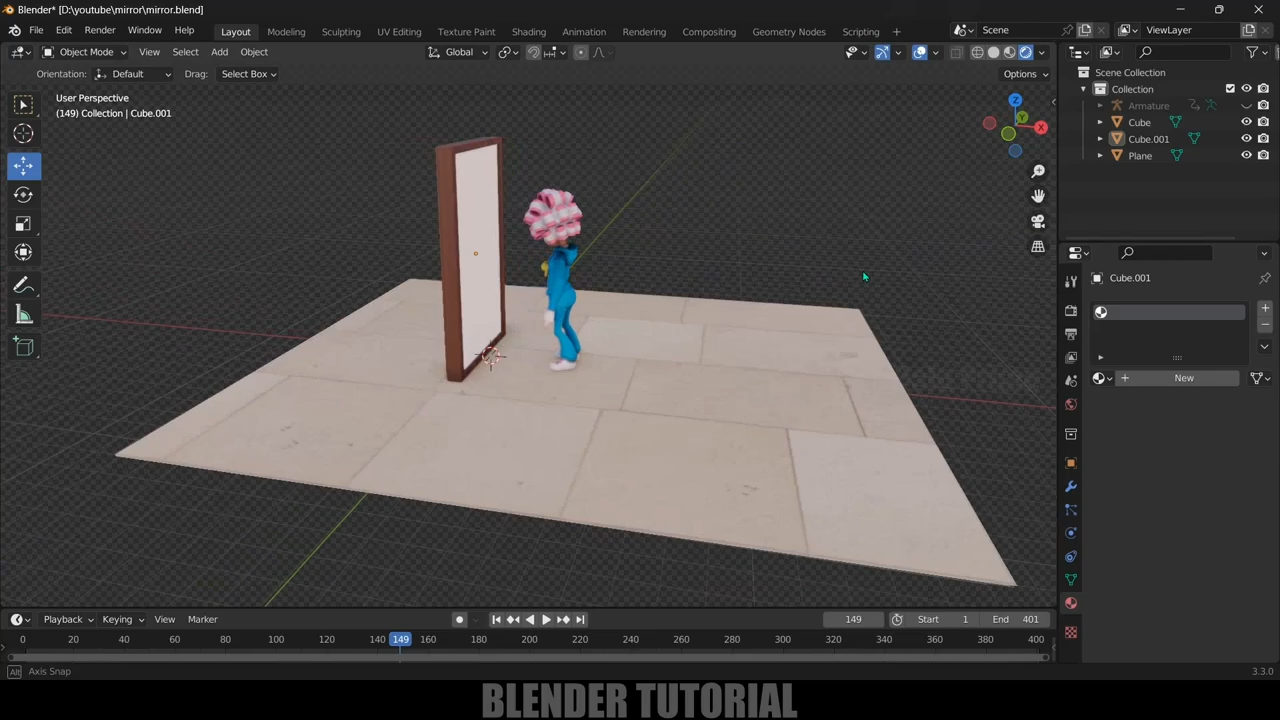 Blender* [D:\youtube\mirror\mirror.blend]
File Edit Render Window Help Layout Modeling Sculpting UV Editing Texture Paint Shading Animation Rendering Compositing Geometry Nodes Scripting + Scene ViewLayer
Object Mode View Select Add Object Global
Orientation: Default Drag: Select Box Options
User Perspective
(149) Collection | Cube.001
Z
Y
X
Scene Collection
Collection
Armature
Cube
Cube.001
Plane
Cube.001
New
Playback Keying View Marker 149 Start 1 End 401
0 20 40 60 80 100 120 140 149 160 180 200 220 240 260 280 300 320 340 360 380 400
Alt Axis Snap 3.3.0
BLENDER TUTORIAL